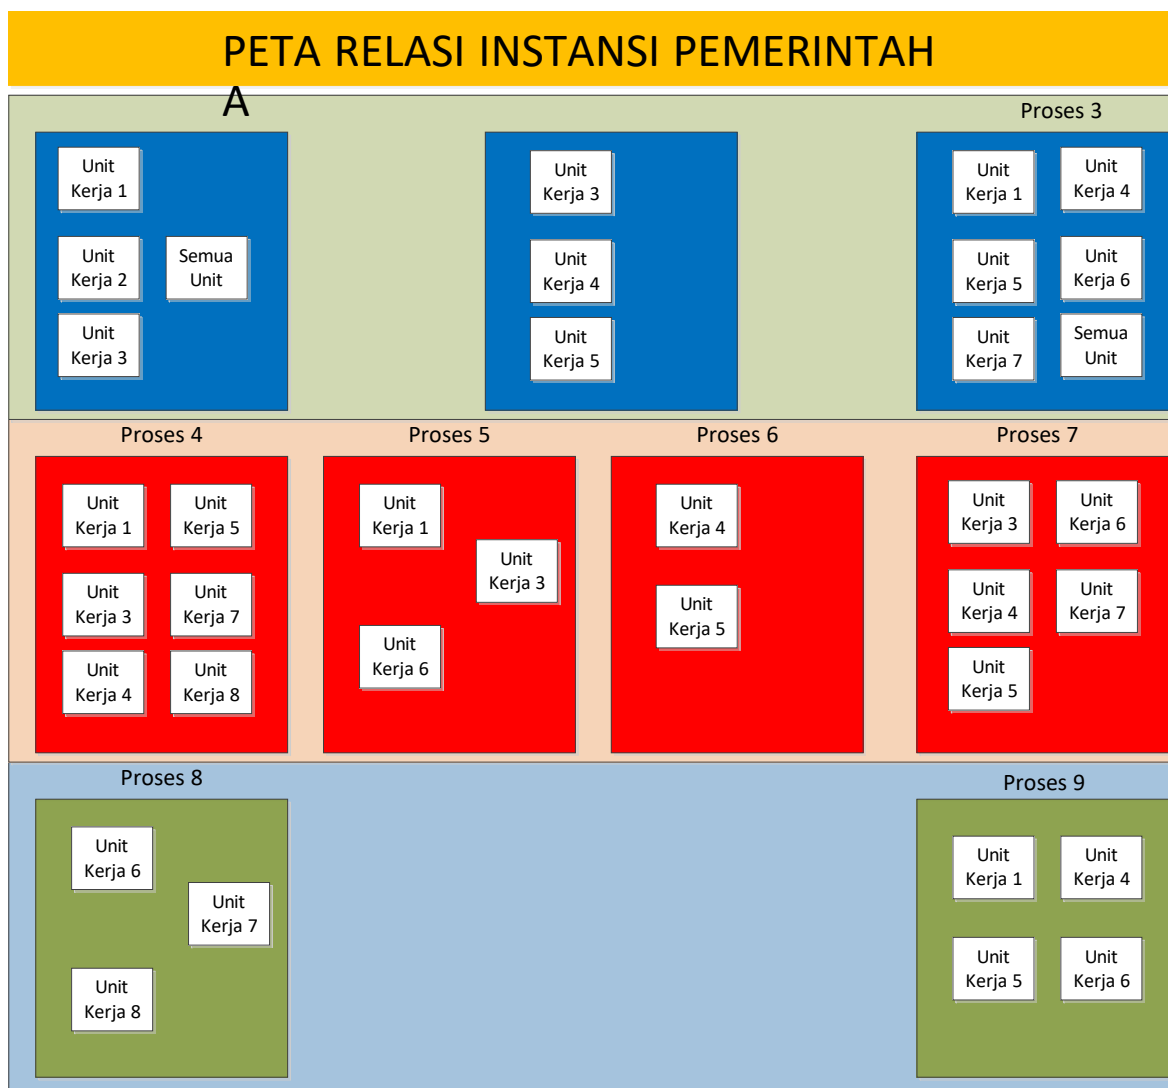 PETA RELASI INSTANSI PEMERINTAH
A
Unit
Kerja 1
Unit
Kerja 2
Semua
Unit
Unit
Kerja 3
Unit
Kerja 3
Unit
Kerja 4
Unit
Kerja 5
Proses 3
Unit
Kerja 1
Unit
Kerja 4
Unit
Kerja 5
Unit
Kerja 6
Unit
Kerja 7
Semua
Unit
Proses 4
Unit
Kerja 1
Unit
Kerja 5
Unit
Kerja 3
Unit
Kerja 7
Unit
Kerja 4
Unit
Kerja 8
Proses 5
Unit
Kerja 1
Unit
Kerja 3
Unit
Kerja 6
Proses 6
Unit
Kerja 4
Unit
Kerja 5
Proses 7
Unit
Kerja 3
Unit
Kerja 6
Unit
Kerja 4
Unit
Kerja 7
Unit
Kerja 5
Proses 8
Unit
Kerja 6
Unit
Kerja 7
Unit
Kerja 8
Proses 9
Unit
Kerja 1
Unit
Kerja 4
Unit
Kerja 5
Unit
Kerja 6